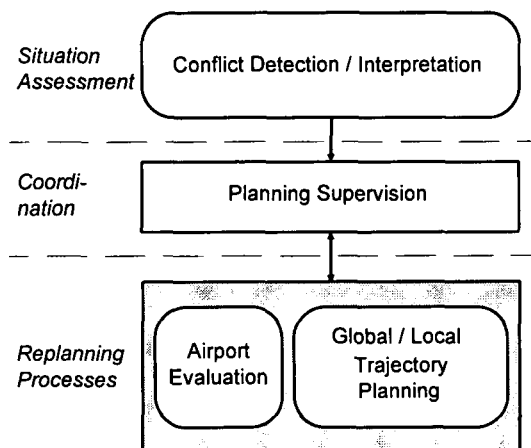 Situation
Assessment
Conflict Detection / Interpretation
Coordi-
nation
Planning Supervision
Replanning
Processes
Airport
Evaluation
Global / Local
Trajectory
Planning